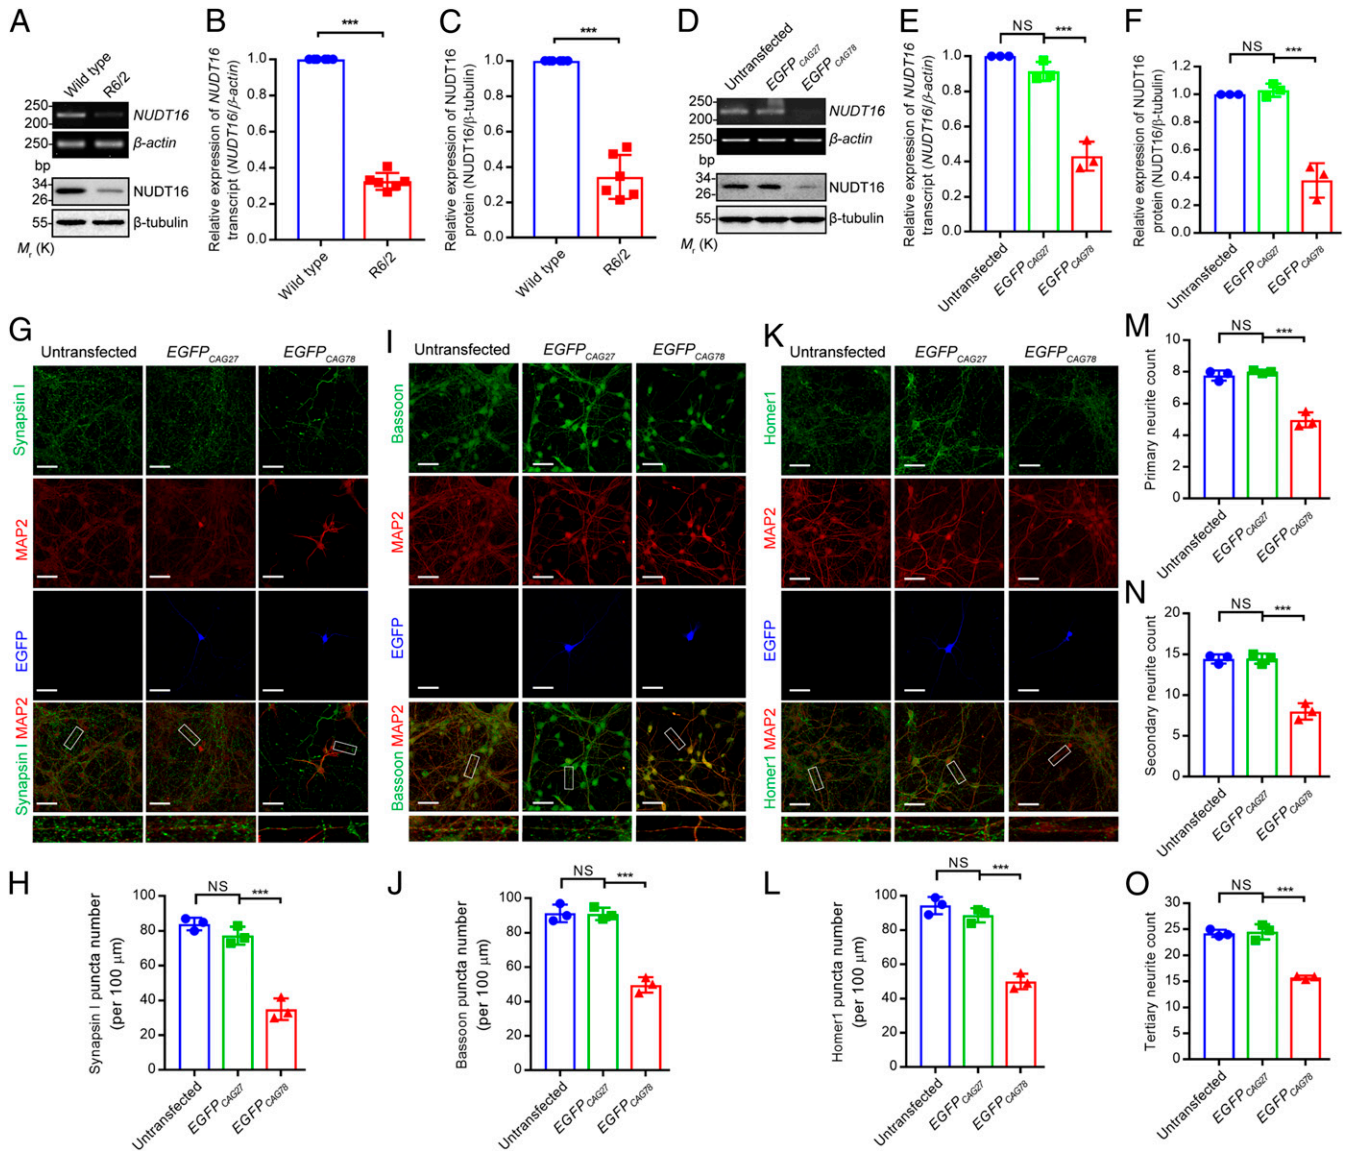 A
Wild type
R6/2
250
200
NUDT16
250
β-actin
bp
34
26
NUDT16
55
β-tubulin
Mr (K)
B
***
Relative expression of NUDT16
transcript (NUDT16/β-actin)
1.0
0.8
0.6
0.4
0.2
0.0
Wild type
R6/2
C
***
Relative expression of NUDT16
protein (NUDT16/β-tubulin)
1.0
0.8
0.6
0.4
0.2
0.0
Wild type
R6/2
D
Untransfected
EGFP CAG27
EGFP CAG78
250
200
NUDT16
250
β-actin
bp
34
26
NUDT16
55
β-tubulin
Mr (K)
E
NS
***
Relative expression of NUDT16
transcript (NUDT16/β-actin)
1.0
0.8
0.6
0.4
0.2
0.0
Untransfected
EGFP CAG27
EGFP CAG78
F
NS
***
Relative expression of NUDT16
protein (NUDT16/β-tubulin)
1.2
1.0
0.8
0.6
0.4
0.2
0.0
Untransfected
EGFP CAG27
EGFP CAG78
G
Untransfected
EGFP CAG27
EGFP CAG78
Synapsin I
MAP2
EGFP
Synapsin I MAP2
I
Untransfected
EGFP CAG27
EGFP CAG78
Bassoon
MAP2
EGFP
Bassoon MAP2
K
Untransfected
EGFP CAG27
EGFP CAG78
Homer1
MAP2
EGFP
Homer1 MAP2
M
NS
***
Primary neurite count
10
8
6
4
2
0
Untransfected
EGFP CAG27
EGFP CAG78
N
NS
***
Secondary neurite count
20
15
10
5
0
Untransfected
EGFP CAG27
EGFP CAG78
H
NS
***
Synapsin I puncta number
(per 100 µm)
100
80
60
40
20
0
Untransfected
EGFP CAG27
EGFP CAG78
J
NS
***
Bassoon puncta number
(per 100 µm)
100
80
60
40
20
0
Untransfected
EGFP CAG27
EGFP CAG78
L
NS
***
Homer1 puncta number
(per 100 µm)
100
80
60
40
20
0
Untransfected
EGFP CAG27
EGFP CAG78
O
NS
***
Tertiary neurite count
30
25
20
15
10
5
0
Untransfected
EGFP CAG27
EGFP CAG78